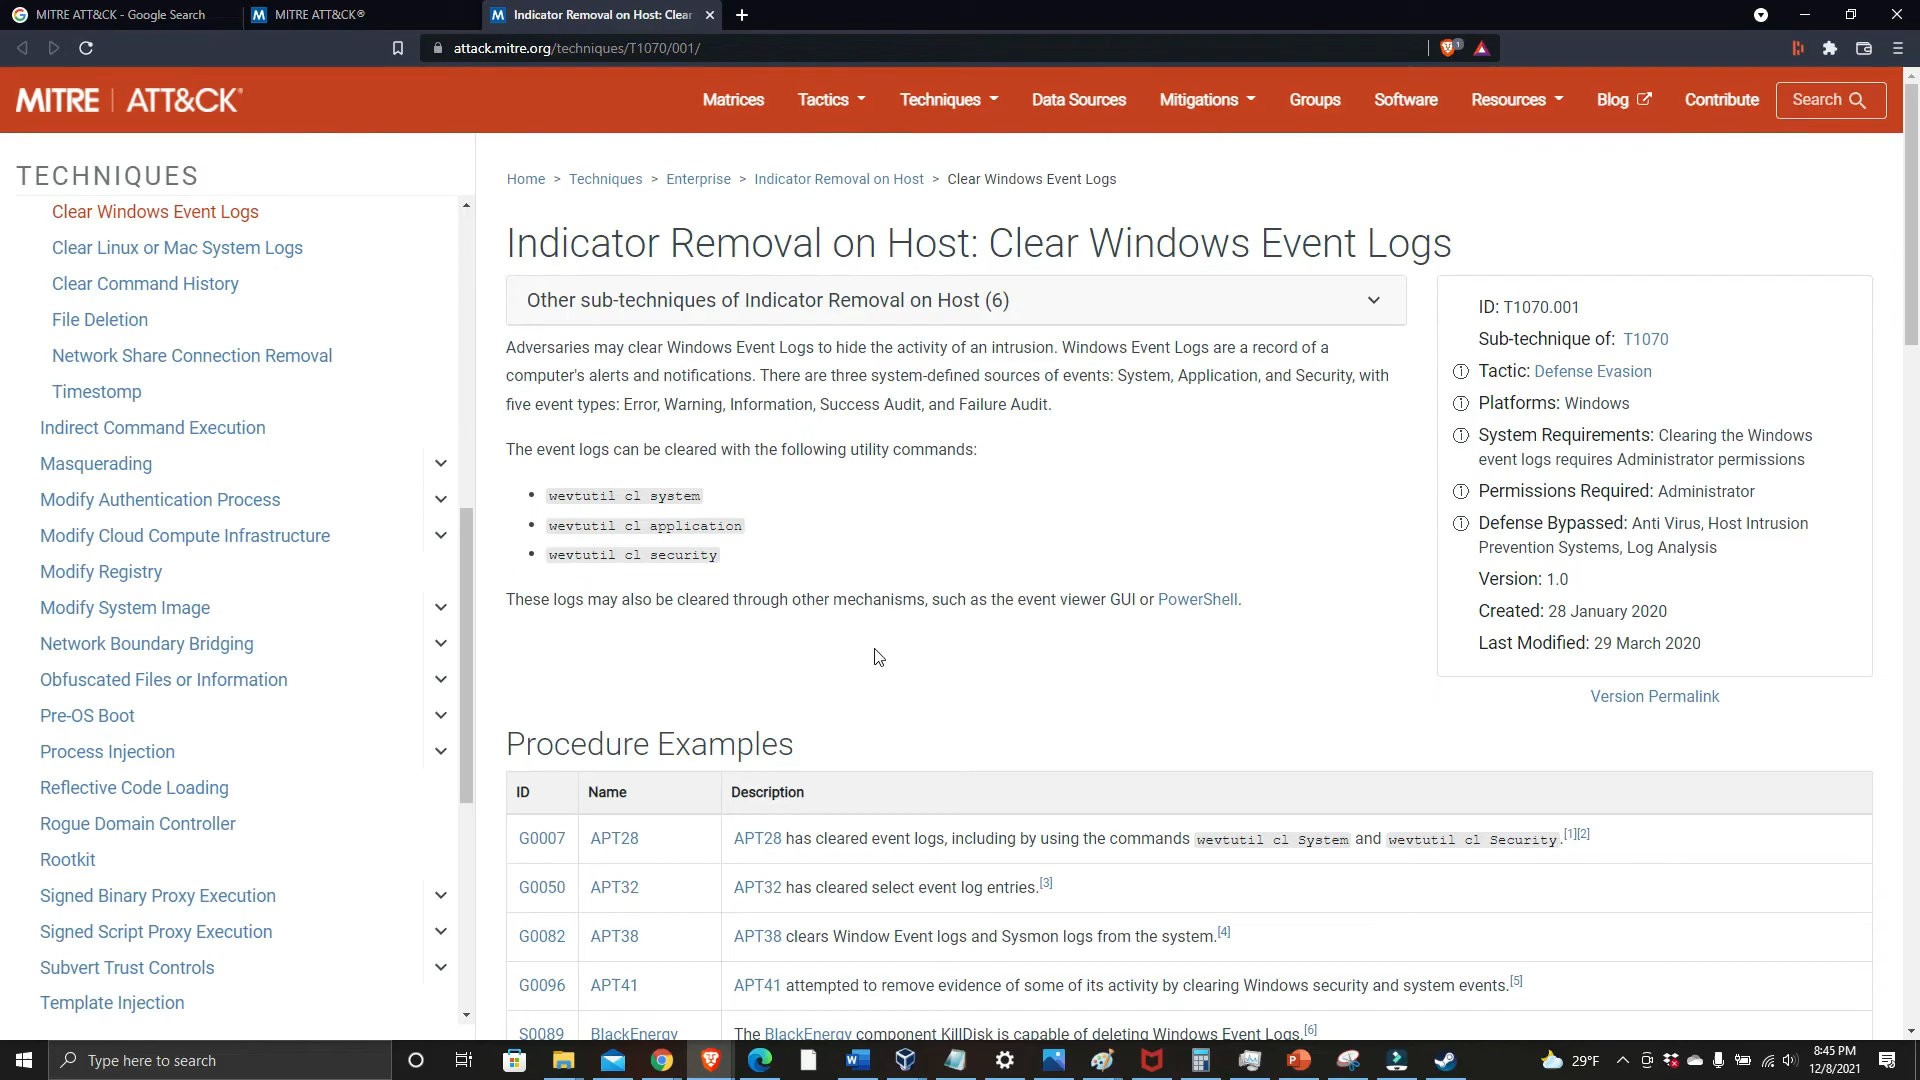 MITRE ATT&CK - Google Search
MITRE ATT&CK®
Indicator Removal on Host: Clear
attack.mitre.org/techniques/T1070/001/
1
MITRE | ATT&CK®
Matrices
Tactics
Techniques
Data Sources
Mitigations
Groups
Software
Resources
Blog
Contribute
Search
TECHNIQUES
Clear Windows Event Logs
Clear Linux or Mac System Logs
Clear Command History
File Deletion
Network Share Connection Removal
Timestomp
Indirect Command Execution
Masquerading
Modify Authentication Process
Modify Cloud Compute Infrastructure
Modify Registry
Modify System Image
Network Boundary Bridging
Obfuscated Files or Information
Pre-OS Boot
Process Injection
Reflective Code Loading
Rogue Domain Controller
Rootkit
Signed Binary Proxy Execution
Signed Script Proxy Execution
Subvert Trust Controls
Template Injection
Home > Techniques > Enterprise > Indicator Removal on Host > Clear Windows Event Logs
Indicator Removal on Host: Clear Windows Event Logs
Other sub-techniques of Indicator Removal on Host (6)
Adversaries may clear Windows Event Logs to hide the activity of an intrusion. Windows Event Logs are a record of a
computer's alerts and notifications. There are three system-defined sources of events: System, Application, and Security, with
five event types: Error, Warning, Information, Success Audit, and Failure Audit.
The event logs can be cleared with the following utility commands:
• wevtutil cl system
• wevtutil cl application
• wevtutil cl security
These logs may also be cleared through other mechanisms, such as the event viewer GUI or PowerShell.
ID: T1070.001
Sub-technique of: T1070
Tactic: Defense Evasion
Platforms: Windows
System Requirements: Clearing the Windows
event logs requires Administrator permissions
Permissions Required: Administrator
Defense Bypassed: Anti Virus, Host Intrusion
Prevention Systems, Log Analysis
Version: 1.0
Created: 28 January 2020
Last Modified: 29 March 2020
Version Permalink
Procedure Examples
ID Name Description
G0007 APT28 APT28 has cleared event logs, including by using the commands wevtutil cl System and wevtutil cl Security.[1][2]
G0050 APT32 APT32 has cleared select event log entries.[3]
G0082 APT38 APT38 clears Window Event logs and Sysmon logs from the system.[4]
G0096 APT41 APT41 attempted to remove evidence of some of its activity by clearing Windows security and system events.[5]
S0089 BlackEnergy The BlackEnergy component KillDisk is capable of deleting Windows Event Logs.[6]
Type here to search
29°F
8:45 PM
12/8/2021